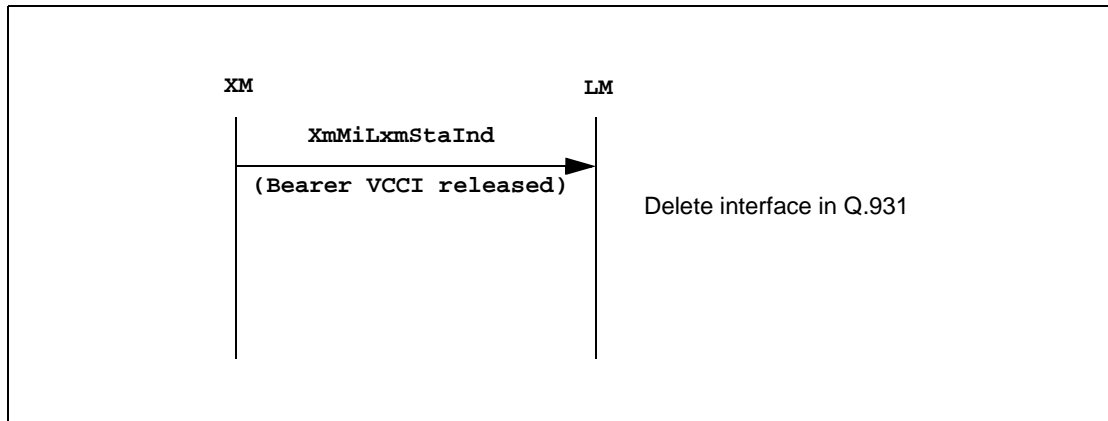 XM LM
XmMiLxmStaInd
(Bearer VCCI released)
Delete interface in Q.931